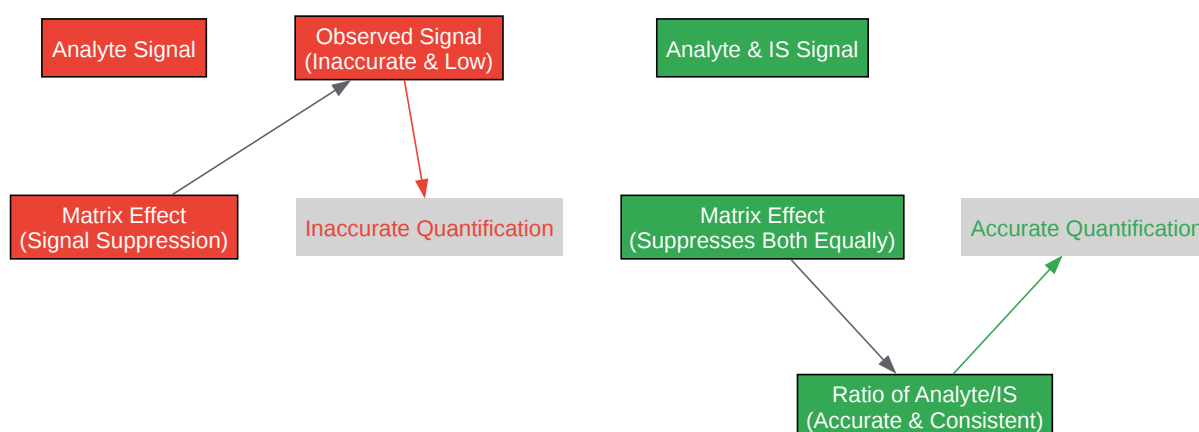 Analyte Signal
Observed Signal
(Inaccurate & Low)
Matrix Effect
(Signal Suppression)
Inaccurate Quantification
Analyte & IS Signal
Matrix Effect
(Suppresses Both Equally)
Accurate Quantification
Ratio of Analyte/IS
(Accurate & Consistent)